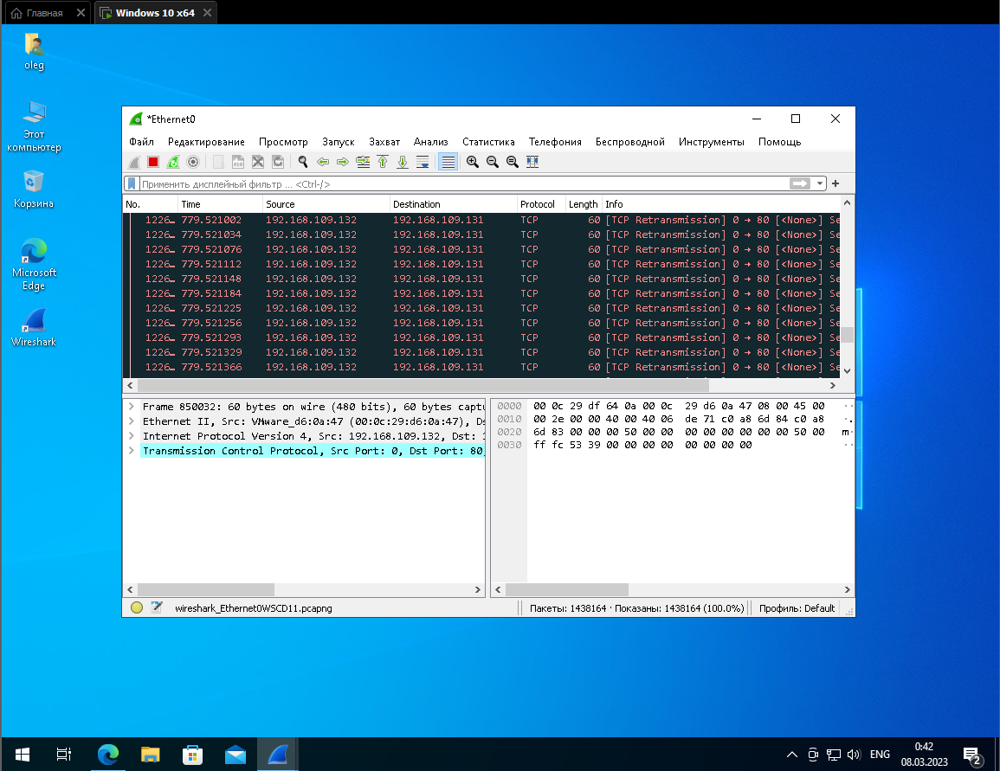 Главная
Windows 10 x64
oleg
Этот
компьютер
Корзина
Microsoft
Edge
Wireshark
*Ethernet0
Файл Редактирование Просмотр Запуск Захват Анализ Статистика Телефония Беспроводной Инструменты Помощь
Применить дисплейный фильтр ... <Ctrl-/>
No. Time Source Destination Protocol Length Info
1226… 779.521002 192.168.109.132 192.168.109.131 TCP 60 [TCP Retransmission] 0 → 80 [<None>] Se
1226… 779.521034 192.168.109.132 192.168.109.131 TCP 60 [TCP Retransmission] 0 → 80 [<None>] Se
1226… 779.521076 192.168.109.132 192.168.109.131 TCP 60 [TCP Retransmission] 0 → 80 [<None>] Se
1226… 779.521112 192.168.109.132 192.168.109.131 TCP 60 [TCP Retransmission] 0 → 80 [<None>] Se
1226… 779.521148 192.168.109.132 192.168.109.131 TCP 60 [TCP Retransmission] 0 → 80 [<None>] Se
1226… 779.521184 192.168.109.132 192.168.109.131 TCP 60 [TCP Retransmission] 0 → 80 [<None>] Se
1226… 779.521225 192.168.109.132 192.168.109.131 TCP 60 [TCP Retransmission] 0 → 80 [<None>] Se
1226… 779.521256 192.168.109.132 192.168.109.131 TCP 60 [TCP Retransmission] 0 → 80 [<None>] Se
1226… 779.521293 192.168.109.132 192.168.109.131 TCP 60 [TCP Retransmission] 0 → 80 [<None>] Se
1226… 779.521329 192.168.109.132 192.168.109.131 TCP 60 [TCP Retransmission] 0 → 80 [<None>] Se
1226… 779.521366 192.168.109.132 192.168.109.131 TCP 60 [TCP Retransmission] 0 → 80 [<None>] Se
Frame 850032: 60 bytes on wire (480 bits), 60 bytes captu
Ethernet II, Src: VMware_d6:0a:47 (00:0c:29:d6:0a:47), Ds
Internet Protocol Version 4, Src: 192.168.109.132, Dst: 1
Transmission Control Protocol, Src Port: 0, Dst Port: 80,
0000 00 0c 29 df 64 0a 00 0c 29 d6 0a 47 08 00 45 00 ··
0010 00 2e 00 00 40 00 40 06 de 71 c0 a8 6d 84 c0 a8 ·.
0020 6d 83 00 00 00 50 00 00 00 00 00 00 00 00 50 00 m·
0030 ff fc 53 39 00 00 00 00 00 00 00 00 ··
wireshark_Ethernet0WSCD11.pcapng
Пакеты: 1438164 · Показаны: 1438164 (100.0%)
Профиль: Default
ENG
0:42
08.03.2023
2